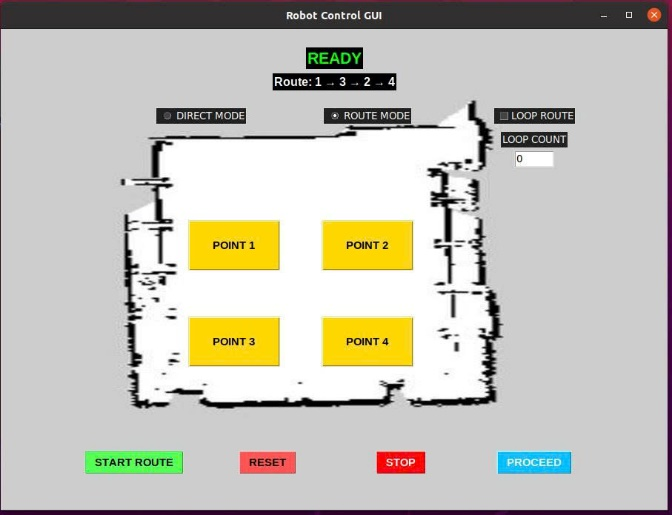 Robot Control GUI
READY
Route: 1 → 3 → 2 → 4
DIRECT MODE
ROUTE MODE
LOOP ROUTE
LOOP COUNT
0
POINT 1
POINT 2
POINT 3
POINT 4
START ROUTE
RESET
STOP
PROCEED